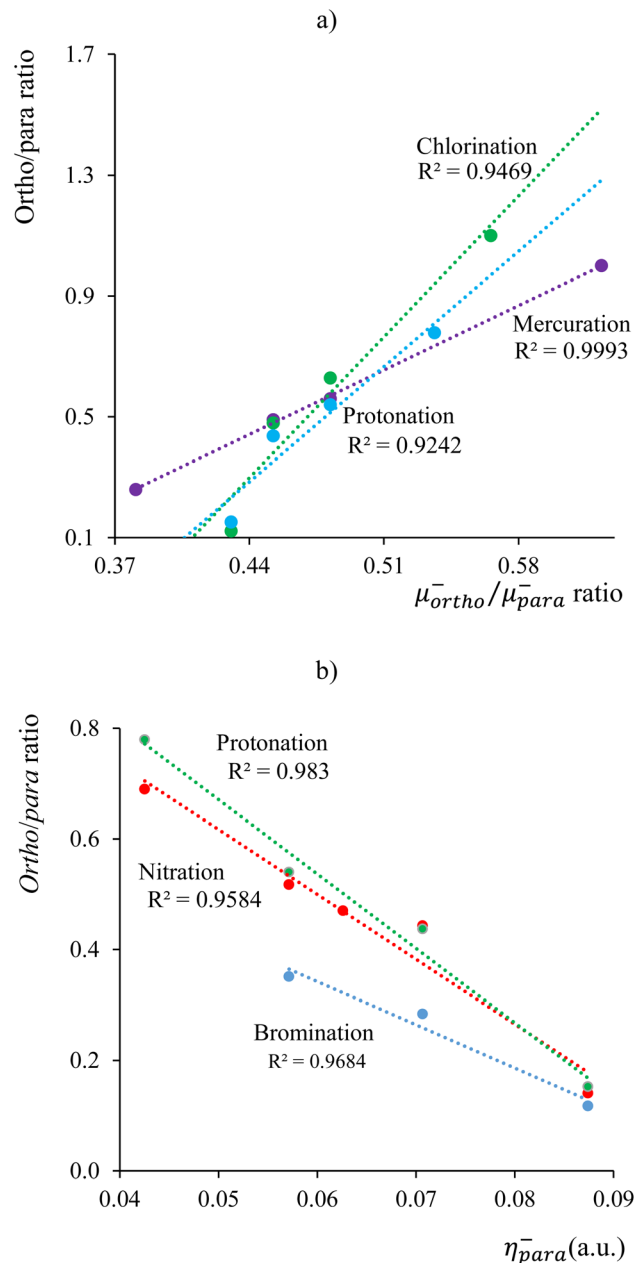 a)
Ortho/para ratio
1.7
1.3
0.9
0.5
0.1
Chlorination
R² = 0.9469
Mercuration
R² = 0.9993
Protonation
R² = 0.9242
0.37 0.44 0.51 0.58
μ⁻ortho/μ⁻para ratio
b)
Ortho/para ratio
0.8
0.6
0.4
0.2
0.0
Protonation
R² = 0.983
Nitration
R² = 0.9584
Bromination
R² = 0.9684
0.04 0.05 0.06 0.07 0.08 0.09
η⁻para(a.u.)